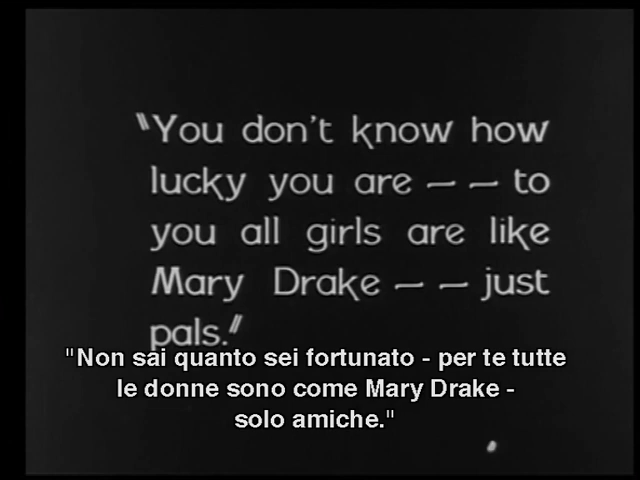 "You don't know how
lucky you are — — to
you all girls are like
Mary Drake — — just
pals."
"Non sai quanto sei fortunato - per te tutte
le donne sono come Mary Drake -
solo amiche."